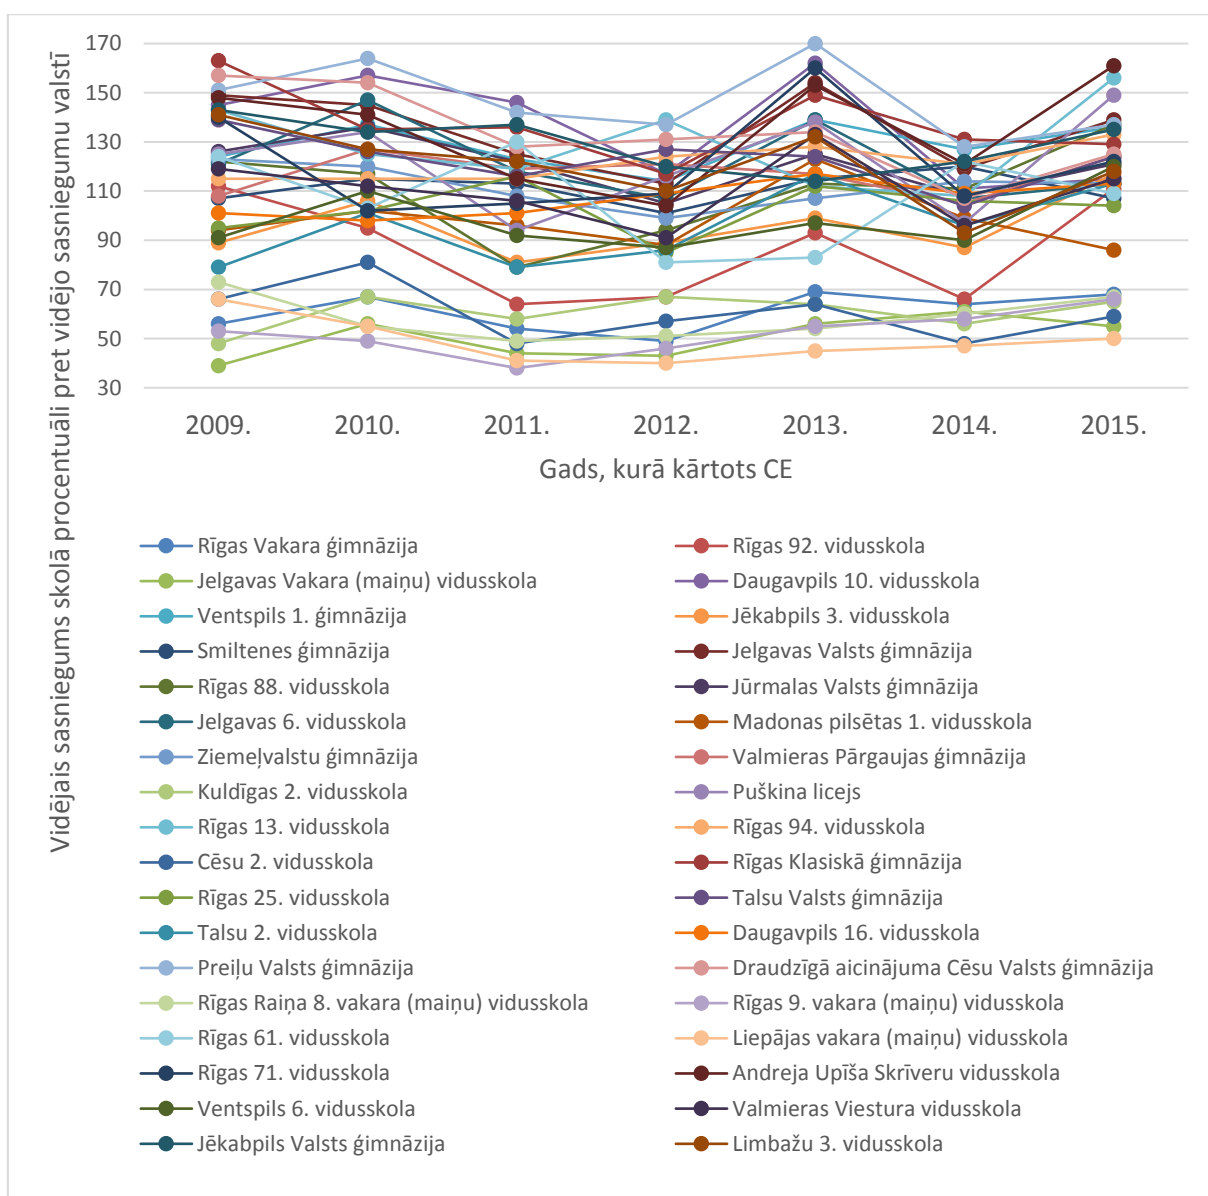 Vidējais sasniegums skolā procentuāli pret vidējo sasniegumu valstī
170
150
130
110
90
70
50
30
2009. 2010. 2011. 2012. 2013. 2014. 2015.
Gads, kurā kārtots CE
Rīgas Vakara ģimnāzija
Rīgas 92. vidusskola
Jelgavas Vakara (maiņu) vidusskola
Daugavpils 10. vidusskola
Ventspils 1. ģimnāzija
Jēkabpils 3. vidusskola
Smiltenes ģimnāzija
Jelgavas Valsts ģimnāzija
Rīgas 88. vidusskola
Jūrmalas Valsts ģimnāzija
Jelgavas 6. vidusskola
Madonas pilsētas 1. vidusskola
Ziemeļvalstu ģimnāzija
Valmieras Pārgaujas ģimnāzija
Kuldīgas 2. vidusskola
Puškina licejs
Rīgas 13. vidusskola
Rīgas 94. vidusskola
Cēsu 2. vidusskola
Rīgas Klasiskā ģimnāzija
Rīgas 25. vidusskola
Talsu Valsts ģimnāzija
Talsu 2. vidusskola
Daugavpils 16. vidusskola
Preiļu Valsts ģimnāzija
Draudzīgā aicinājuma Cēsu Valsts ģimnāzija
Rīgas Raiņa 8. vakara (maiņu) vidusskola
Rīgas 9. vakara (maiņu) vidusskola
Rīgas 61. vidusskola
Liepājas vakara (maiņu) vidusskola
Rīgas 71. vidusskola
Andreja Upīša Skrīveru vidusskola
Ventspils 6. vidusskola
Valmieras Viestura vidusskola
Jēkabpils Valsts ģimnāzija
Limbažu 3. vidusskola